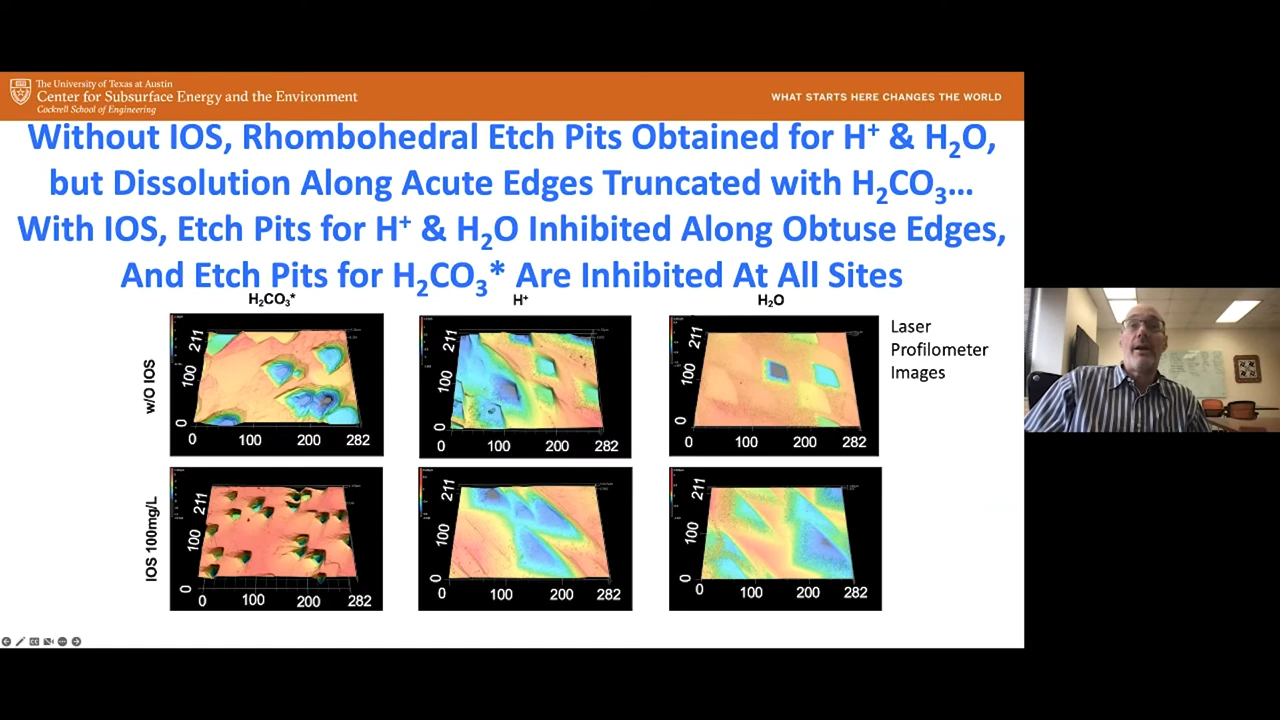 The University of Texas at Austin
Center for Subsurface Energy and the Environment
Cockrell School of Engineering
WHAT STARTS HERE CHANGES THE WORLD
Without IOS, Rhombohedral Etch Pits Obtained for H⁺ & H₂O,
but Dissolution Along Acute Edges Truncated with H₂CO₃…
With IOS, Etch Pits for H⁺ & H₂O Inhibited Along Obtuse Edges,
And Etch Pits for H₂CO₃* Are Inhibited At All Sites
H₂CO₃*
H⁺
H₂O
w/O IOS
211
100
0
0 100 200 282
211
100
0
0 100 200 282
211
100
0
0 100 200 282
Laser
Profilometer
Images
IOS 100mg/L
211
100
0
0 100 200 282
211
100
0
0 100 200 282
211
100
0
0 100 200 282